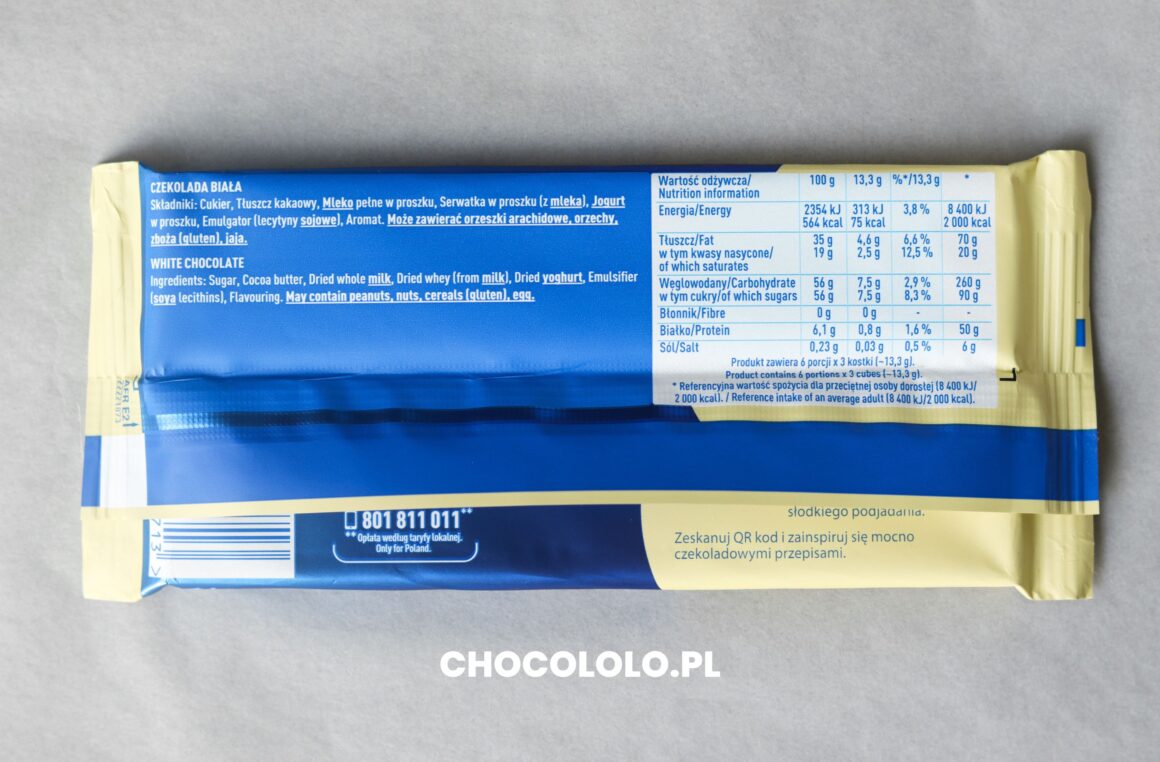 CZEKOLADA BIAŁA
Składniki: Cukier, Tłuszcz kakaowy, Mleko pełne w proszku, Serwatka w proszku (z mleka), Jogurt
w proszku, Emulgator (lecytyny sojowe), Aromat. Może zawierać orzeszki arachidowe, orzechy,
zboża (gluten), jaja.
WHITE CHOCOLATE
Ingredients: Sugar, Cocoa butter, Dried whole milk, Dried whey (from milk), Dried yoghurt, Emulsifier
(soya lecithins), Flavouring. May contain peanuts, nuts, cereals (gluten), egg.
Wartość odżywcza/ 100 g 13,3 g %*/13,3 g *
Nutrition information
Energia/Energy 2354 kJ 313 kJ 3,8 % 8 400 kJ
564 kcal 75 kcal 2 000 kcal
Tłuszcz/Fat 35 g 4,6 g 6,6 % 70 g
w tym kwasy nasycone/ 19 g 2,5 g 12,5 % 20 g
of which saturates
Węglowodany/Carbohydrate 56 g 7,5 g 2,9 % 260 g
w tym cukry/of which sugars 56 g 7,5 g 8,3 % 90 g
Błonnik/Fibre 0 g 0 g - -
Białko/Protein 6,1 g 0,8 g 1,6 % 50 g
Sól/Salt 0,23 g 0,03 g 0,5 % 6 g
Produkt zawiera 6 porcji x 3 kostki (~13,3 g).
Product contains 6 portions x 3 cubes (~13,3 g).
* Referencyjna wartość spożycia dla przeciętnej osoby dorosłej (8 400 kJ/
2 000 kcal). / Reference intake of an average adult (8 400 kJ/2 000 kcal).
AFR E2
713 >
801 811 011**
** Opłata według taryfy lokalnej.
Only for Poland.
słodkiego podjadania.
Zeskanuj QR kod i zainspiruj się mocno
czekoladowymi przepisami.
CHOCOLOLO.PL